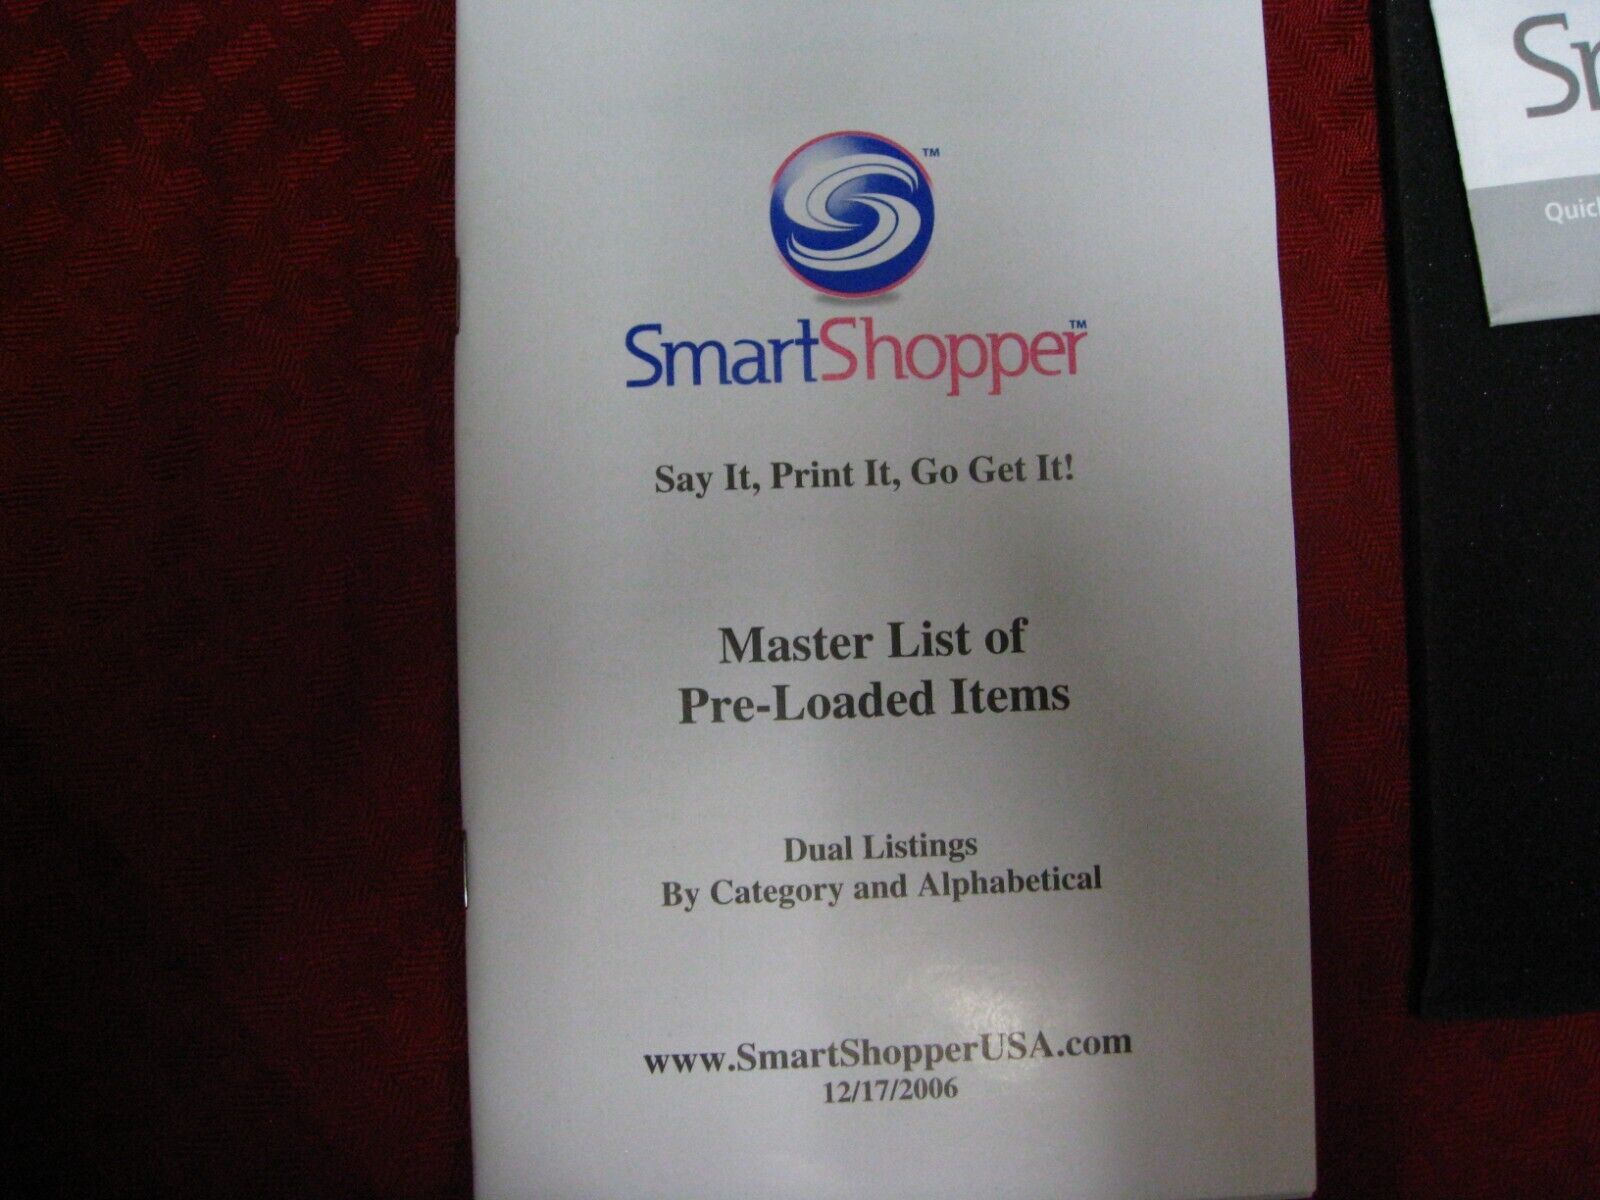 TM
SmartShopper™
Say It, Print It, Go Get It!
Master List of
Pre-Loaded Items
Dual Listings
By Category and Alphabetical
www.SmartShopperUSA.com
12/17/2006